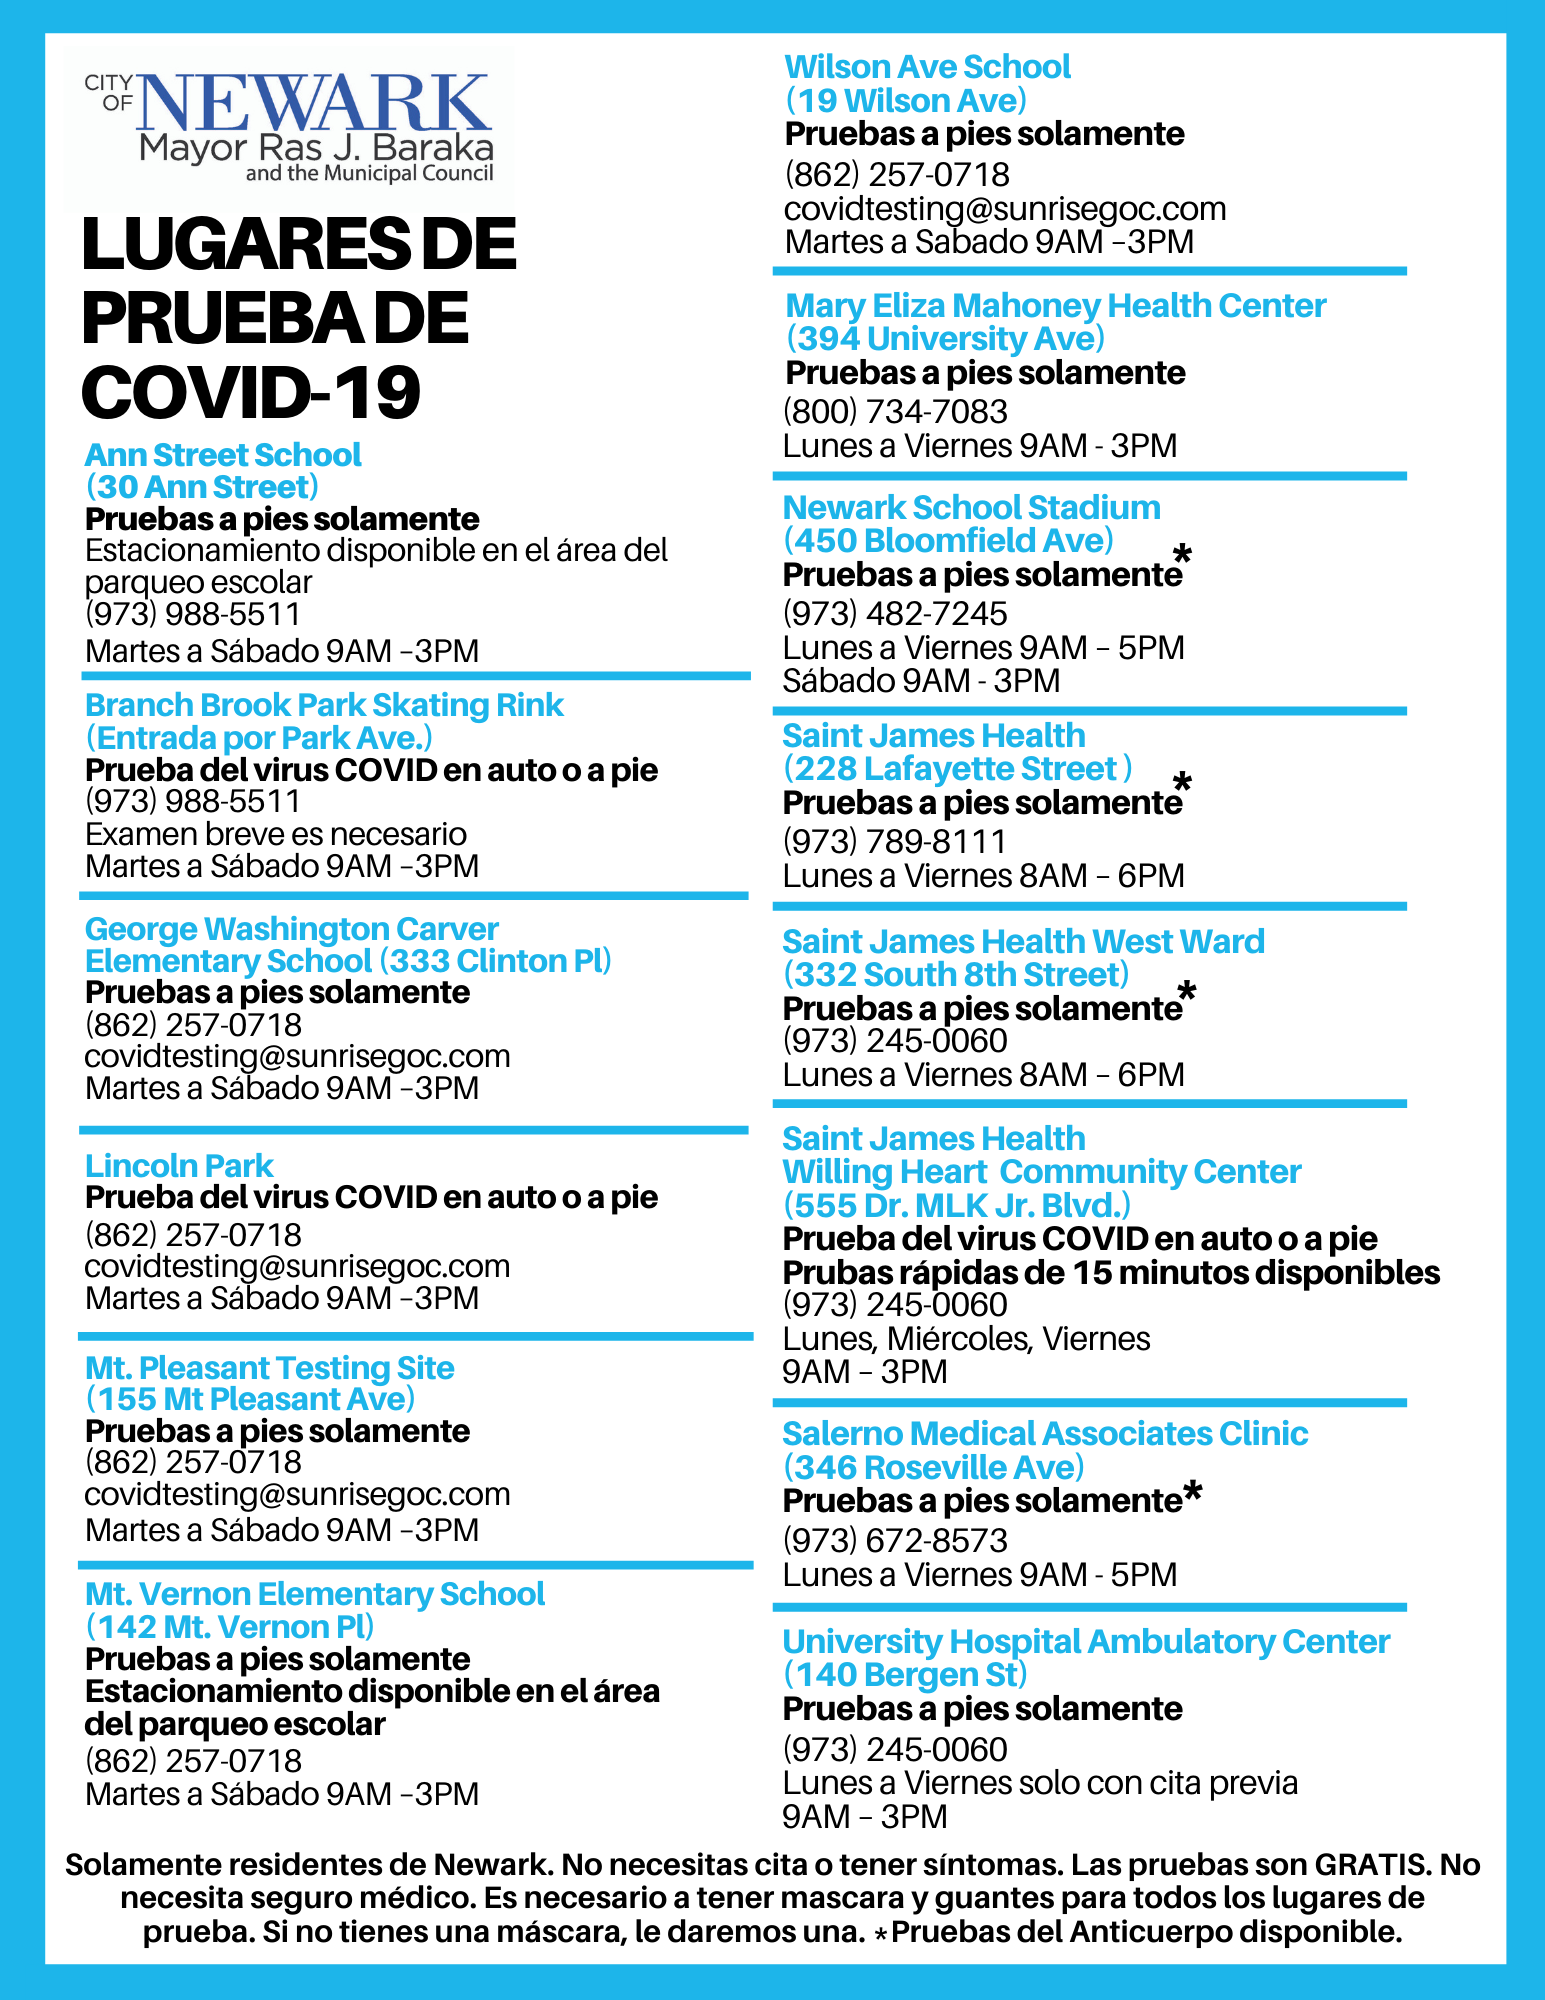 CITY
OF NEWARK
Mayor Ras J. Baraka
and the Municipal Council
LUGARES DE
PRUEBA DE
COVID-19
Ann Street School
(30 Ann Street)
Pruebas a pies solamente
Estacionamiento disponible en el área del
parqueo escolar
(973) 988-5511
Martes a Sábado 9AM –3PM
Branch Brook Park Skating Rink
(Entrada por Park Ave.)
Prueba del virus COVID en auto o a pie
(973) 988-5511
Examen breve es necesario
Martes a Sábado 9AM –3PM
George Washington Carver
Elementary School (333 Clinton Pl)
Pruebas a pies solamente
(862) 257-0718
covidtesting@sunrisegoc.com
Martes a Sábado 9AM –3PM
Lincoln Park
Prueba del virus COVID en auto o a pie
(862) 257-0718
covidtesting@sunrisegoc.com
Martes a Sábado 9AM –3PM
Mt. Pleasant Testing Site
(155 Mt Pleasant Ave)
Pruebas a pies solamente
(862) 257-0718
covidtesting@sunrisegoc.com
Martes a Sábado 9AM –3PM
Mt. Vernon Elementary School
(142 Mt. Vernon Pl)
Pruebas a pies solamente
Estacionamiento disponible en el área
del parqueo escolar
(862) 257-0718
Martes a Sábado 9AM –3PM
Wilson Ave School
(19 Wilson Ave)
Pruebas a pies solamente
(862) 257-0718
covidtesting@sunrisegoc.com
Martes a Sabado 9AM –3PM
Mary Eliza Mahoney Health Center
(394 University Ave)
Pruebas a pies solamente
(800) 734-7083
Lunes a Viernes 9AM - 3PM
Newark School Stadium
(450 Bloomfield Ave)
Pruebas a pies solamente*
(973) 482-7245
Lunes a Viernes 9AM – 5PM
Sábado 9AM - 3PM
Saint James Health
(228 Lafayette Street )
Pruebas a pies solamente*
(973) 789-8111
Lunes a Viernes 8AM – 6PM
Saint James Health West Ward
(332 South 8th Street)
Pruebas a pies solamente*
(973) 245-0060
Lunes a Viernes 8AM – 6PM
Saint James Health
Willing Heart Community Center
(555 Dr. MLK Jr. Blvd.)
Prueba del virus COVID en auto o a pie
Prubas rápidas de 15 minutos disponibles
(973) 245-0060
Lunes, Miércoles, Viernes
9AM – 3PM
Salerno Medical Associates Clinic
(346 Roseville Ave)
Pruebas a pies solamente*
(973) 672-8573
Lunes a Viernes 9AM - 5PM
University Hospital Ambulatory Center
(140 Bergen St)
Pruebas a pies solamente
(973) 245-0060
Lunes a Viernes solo con cita previa
9AM – 3PM
Solamente residentes de Newark. No necesitas cita o tener síntomas. Las pruebas son GRATIS. No
necesita seguro médico. Es necesario a tener mascara y guantes para todos los lugares de
prueba. Si no tienes una máscara, le daremos una. *Pruebas del Anticuerpo disponible.